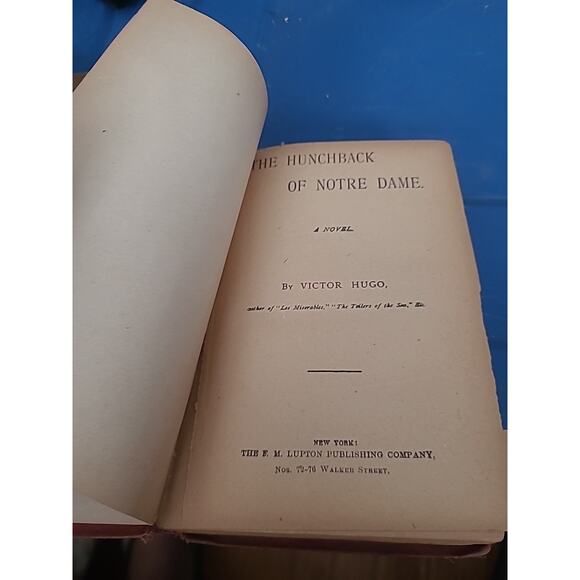 THE HUNCHBACK
OF NOTRE DAME.
A NOVEL.
By VICTOR HUGO,
author of "Les Miserables," "The Toilers of the Sea," Etc.
NEW YORK:
THE F. M. LUPTON PUBLISHING COMPANY,
Nos. 72-76 Walker Street.